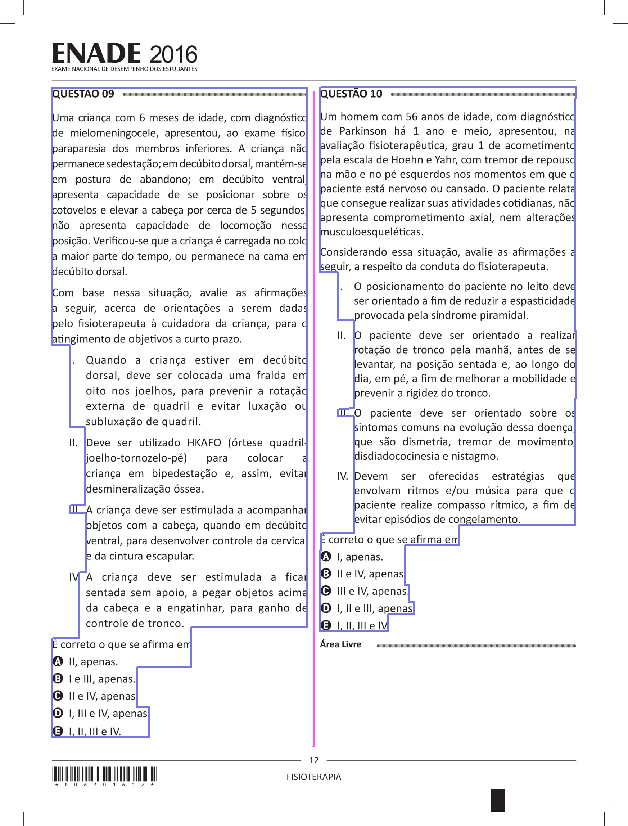 ENADE 2016
EXAME NACIONAL DE DESEMPENHO DOS ESTUDANTES
QUESTÃO 09
Uma criança com 6 meses de idade, com diagnóstico
de mielomeningocele, apresentou, ao exame físico
paraparesia dos membros inferiores. A criança não
permanece sedestação; em decúbito dorsal, mantém-se
em postura de abandono; em decúbito ventral
apresenta capacidade de se posicionar sobre os
cotovelos e elevar a cabeça por cerca de 5 segundos
não apresenta capacidade de locomoção nessa
posição. Verificou-se que a criança é carregada no colo
a maior parte do tempo, ou permanece na cama em
decúbito dorsal.
Com base nessa situação, avalie as afirmações
a seguir, acerca de orientações a serem dadas
pelo fisioterapeuta à cuidadora da criança, para o
atingimento de objetivos a curto prazo.
I. Quando a criança estiver em decúbito
dorsal, deve ser colocada uma fralda em
oito nos joelhos, para prevenir a rotação
externa de quadril e evitar luxação ou
subluxação de quadril.
II. Deve ser utilizado HKAFO (órtese quadril-
joelho-tornozelo-pé) para colocar a
criança em bipedestação e, assim, evitar
desmineralização óssea.
III. A criança deve ser estimulada a acompanhar
objetos com a cabeça, quando em decúbito
ventral, para desenvolver controle da cervical
e da cintura escapular.
IV. A criança deve ser estimulada a ficar
sentada sem apoio, a pegar objetos acima
da cabeça e a engatinhar, para ganho de
controle de tronco.
É correto o que se afirma em
A II, apenas.
B I e III, apenas.
C II e IV, apenas
D I, III e IV, apenas
E I, II, III e IV.
QUESTÃO 10
Um homem com 56 anos de idade, com diagnóstico
de Parkinson há 1 ano e meio, apresentou, na
avaliação fisioterapêutica, grau 1 de acometimento
pela escala de Hoehn e Yahr, com tremor de repouso
na mão e no pé esquerdos nos momentos em que o
paciente está nervoso ou cansado. O paciente relata
que consegue realizar suas atividades cotidianas, não
apresenta comprometimento axial, nem alterações
musculoesqueléticas.
Considerando essa situação, avalie as afirmações a
seguir, a respeito da conduta do fisioterapeuta.
I. O posicionamento do paciente no leito deve
ser orientado a fim de reduzir a espasticidade
provocada pela síndrome piramidal.
II. O paciente deve ser orientado a realizar
rotação de tronco pela manhã, antes de se
levantar, na posição sentada e, ao longo do
dia, em pé, a fim de melhorar a mobilidade e
prevenir a rigidez do tronco.
III. O paciente deve ser orientado sobre os
sintomas comuns na evolução dessa doença
que são dismetria, tremor de movimento
disdiadococinesia e nistagmo.
IV. Devem ser oferecidas estratégias que
envolvam ritmos e/ou música para que o
paciente realize compasso rítmico, a fim de
evitar episódios de congelamento.
É correto o que se afirma em
A I, apenas.
B II e IV, apenas
C III e IV, apenas
D I, II e III, apenas
E I, II, III e IV
Área Livre
12
FISIOTERAPIA